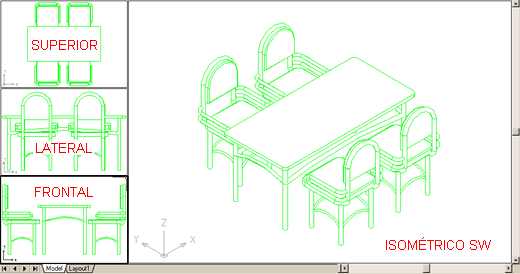 SUPERIOR
LATERAL
FRONTAL
Z
Y
X
ISOMÉTRICO SW
Model
Layout1